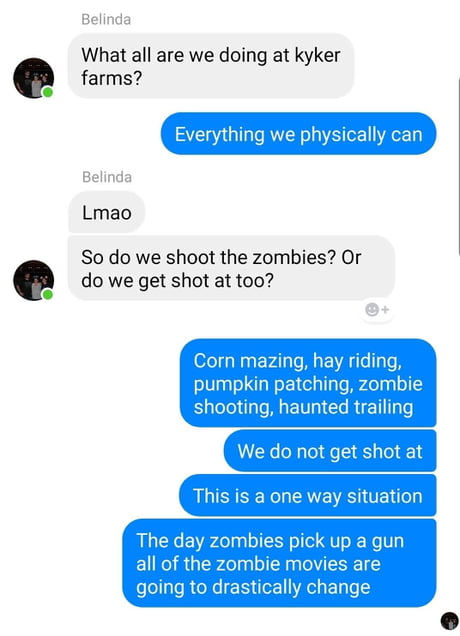 Belinda
What all are we doing at kyker
farms?
Everything we physically can
Belinda
Lmao
So do we shoot the zombies? Or
do we get shot at too?
Corn mazing, hay riding,
pumpkin patching, zombie
shooting, haunted trailing
We do not get shot at
This is a one way situation
The day zombies pick up a gun
all of the zombie movies are
going to drastically change